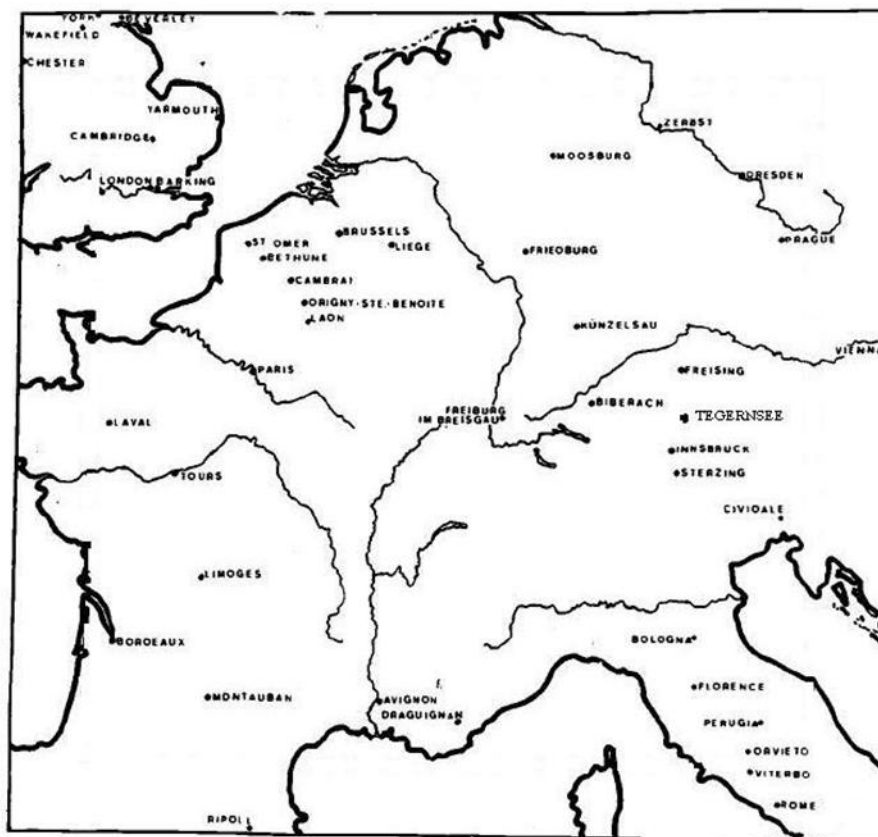 YORK
BEVERLEY
WAKEFIELD
CHESTER
YARMOUTH
CAMBRIDGE
LONDON BARKING
ZERBST
MOOSBURG
DRESDEN
PRAGUE
BRUSSELS
ST OMER
LIEGE
BETHUNE
FRIEDBURG
CAMBRAI
ORIGNY-STE.-BENOITE
LAON
KÜNZELSAU
VIENNA
PARIS
FREISING
BIBERACH
FREIBURG
IM BREISGAU
TEGERNSEE
LAVAL
INNSBRUCK
STERZING
TOURS
CIVIDALE
LIMOGES
BORDEAUX
BOLOGNA
MONTAUBAN
AVIGNON
DRAGUIGNAN
FLORENCE
PERUGIA
ORVIETO
VITERBO
ROME
RIPOLL